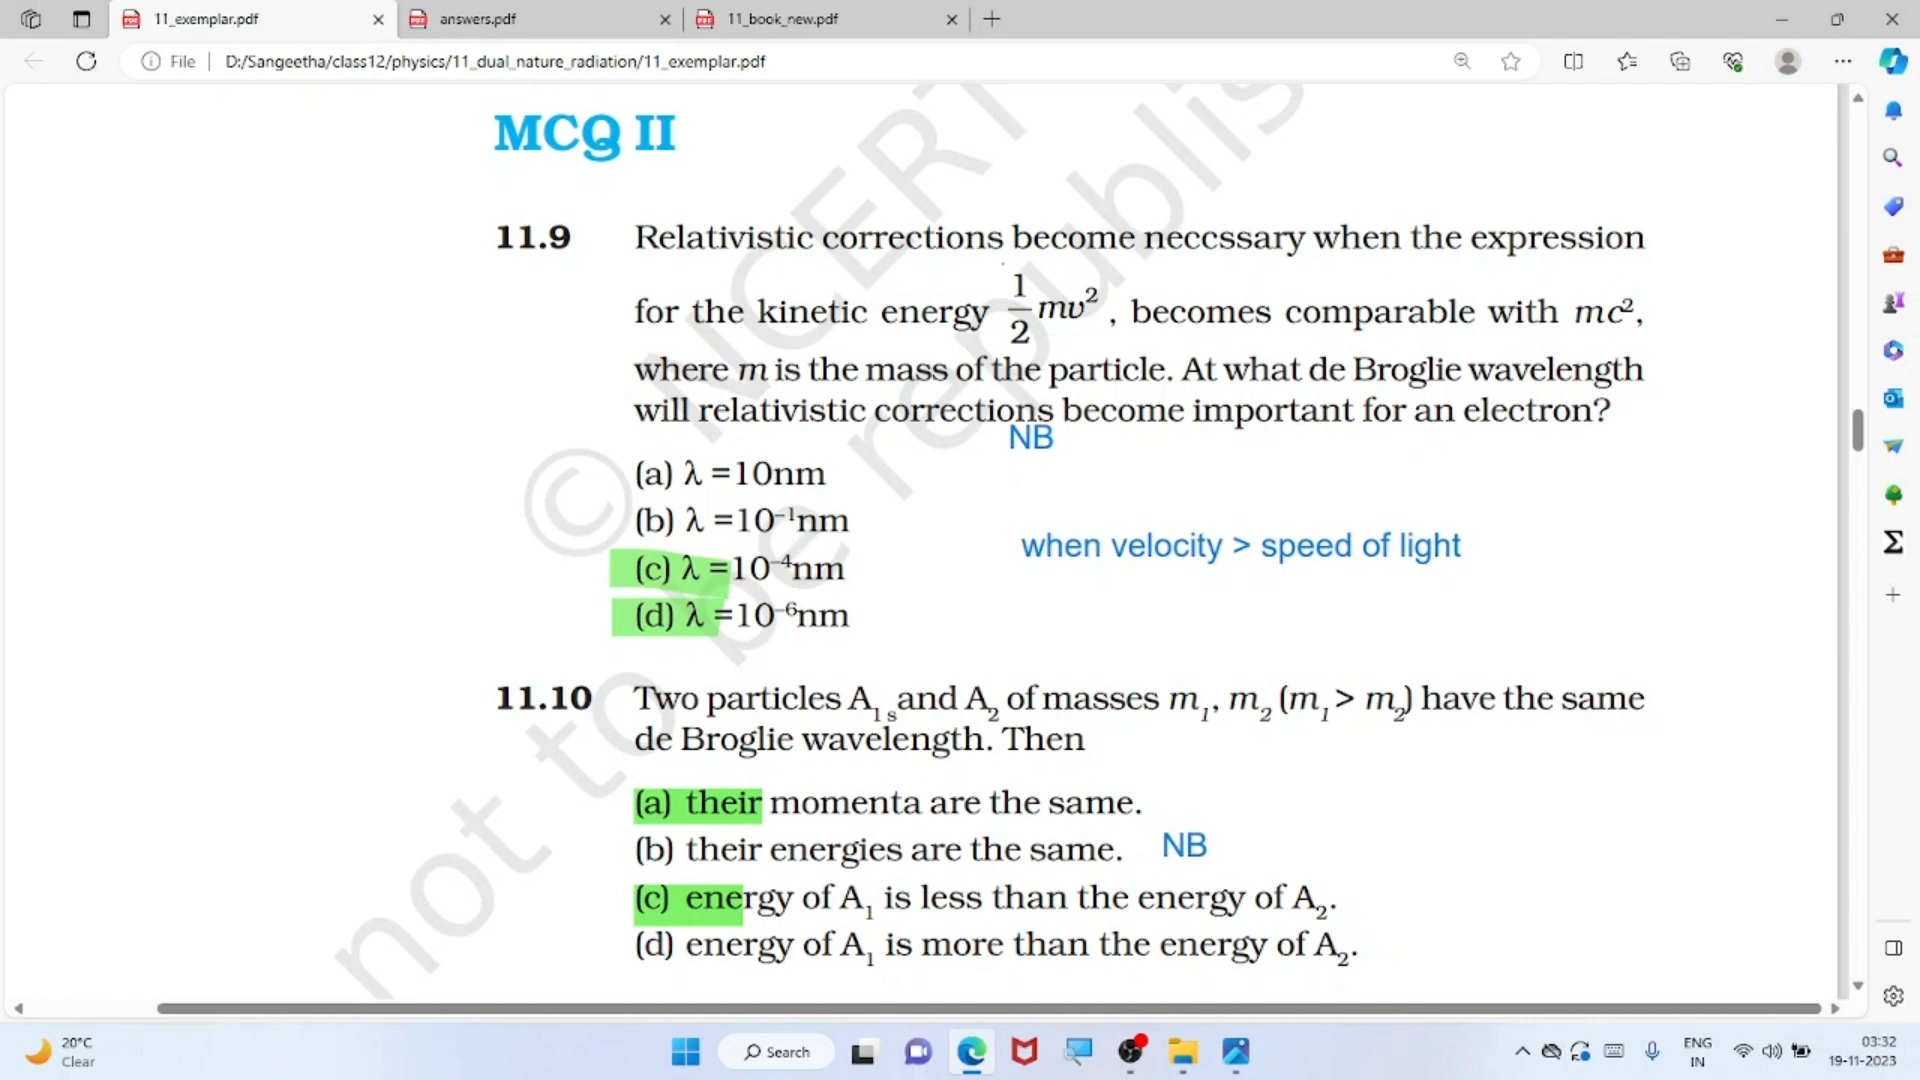 11_exemplar.pdf
answers.pdf
11_book_new.pdf
File
D:/Sangeetha/class12/physics/11_dual_nature_radiation/11_exemplar.pdf
MCQ II
11.9 Relativistic corrections become neccssary when the expression
for the kinetic energy 1/2 mv², becomes comparable with mc²,
where m is the mass of the particle. At what de Broglie wavelength
will relativistic corrections become important for an electron?
NB
(a) λ =10nm
(b) λ =10⁻¹nm
when velocity > speed of light
(c) λ =10⁻⁴nm
(d) λ =10⁻⁶nm
11.10 Two particles A₁ₛand A₂ of masses m₁, m₂ (m₁> m₂) have the same
de Broglie wavelength. Then
(a) their momenta are the same.
(b) their energies are the same. NB
(c) energy of A₁ is less than the energy of A₂.
(d) energy of A₁ is more than the energy of A₂.
© NCERT
not to be republis
20°C
Clear
Search
ENG
IN
03:32
19-11-2023